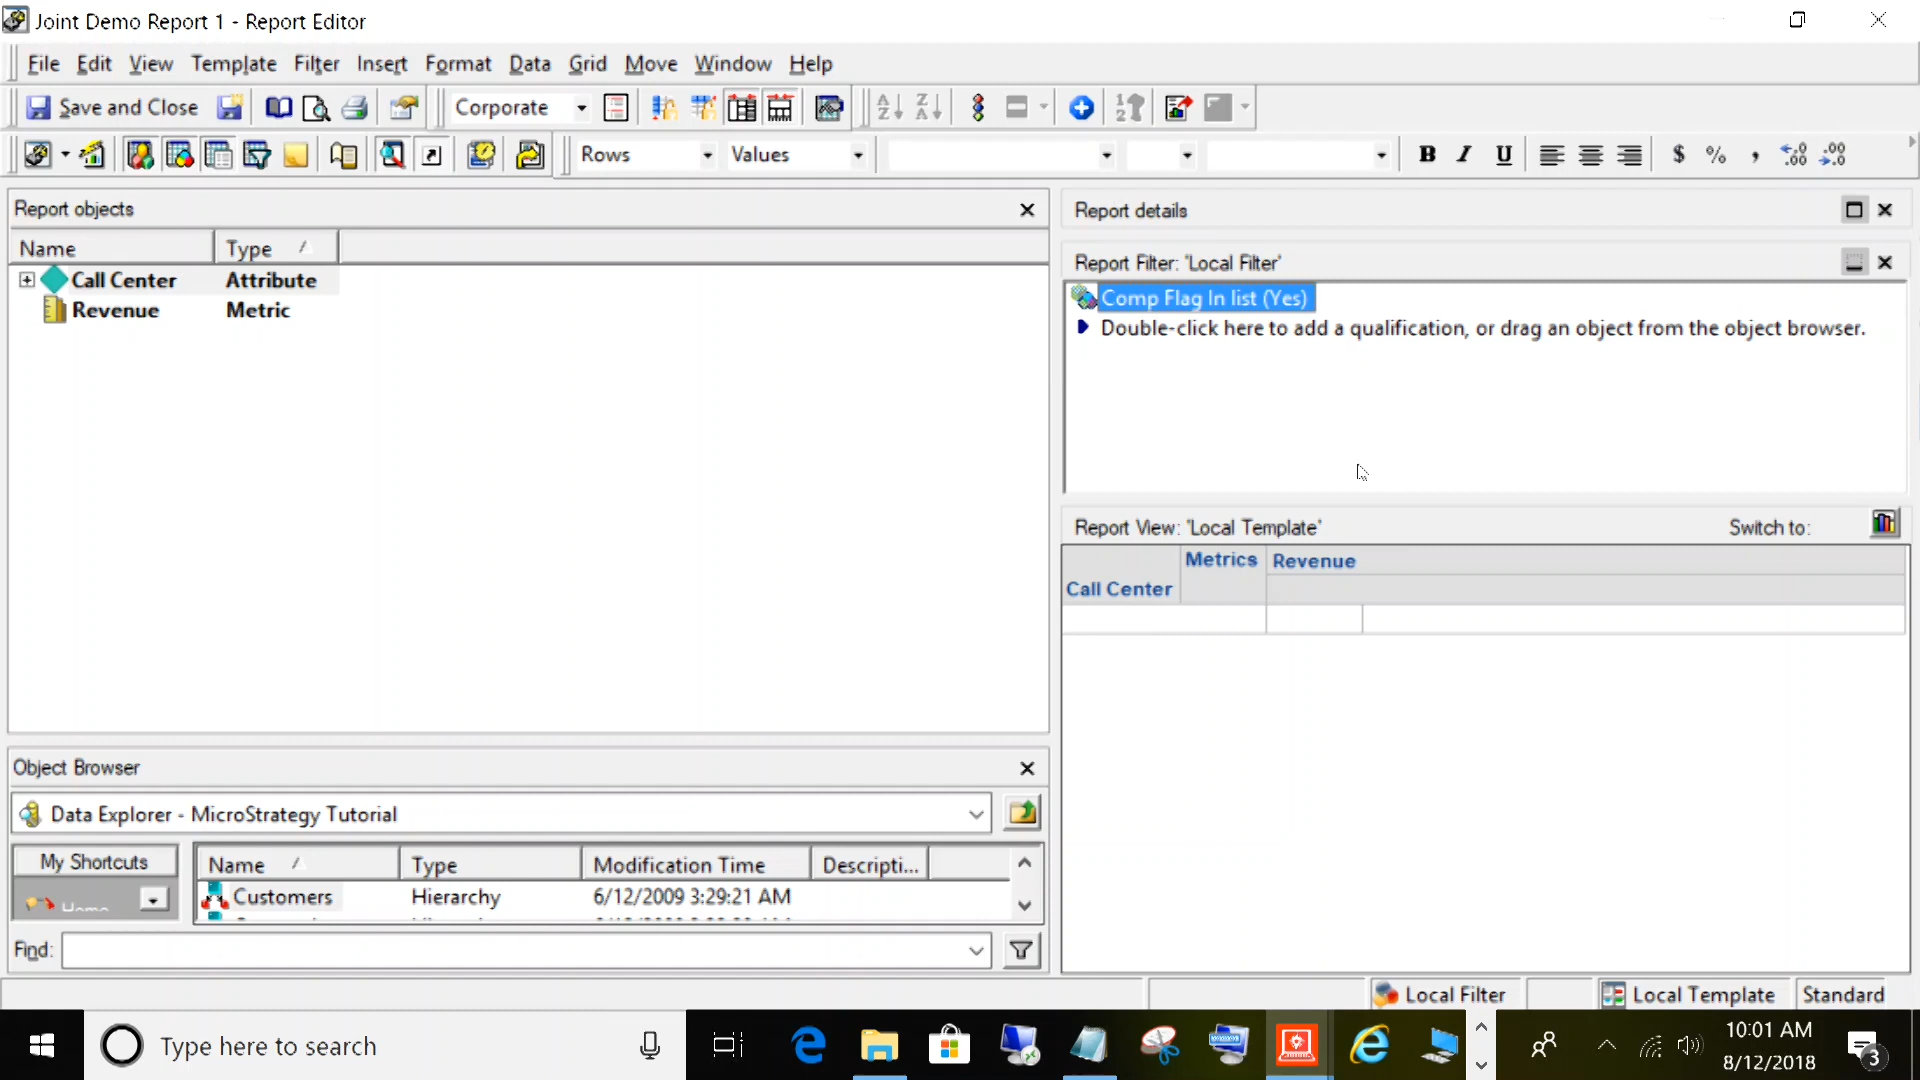 Joint Demo Report 1 - Report Editor
File Edit View Template Filter Insert Format Data Grid Move Window Help
Save and Close Corporate
Rows Values B I U $ % ,
Report objects
Name Type
Call Center Attribute
Revenue Metric
Report details
Report Filter: 'Local Filter'
Comp Flag In list (Yes)
Double-click here to add a qualification, or drag an object from the object browser.
Report View: 'Local Template' Switch to:
Metrics Revenue
Call Center
Object Browser
Data Explorer - MicroStrategy Tutorial
My Shortcuts
Name Type Modification Time Descripti...
Customers Hierarchy 6/12/2009 3:29:21 AM
Find:
Local Filter Local Template Standard
Type here to search
10:01 AM
8/12/2018
3